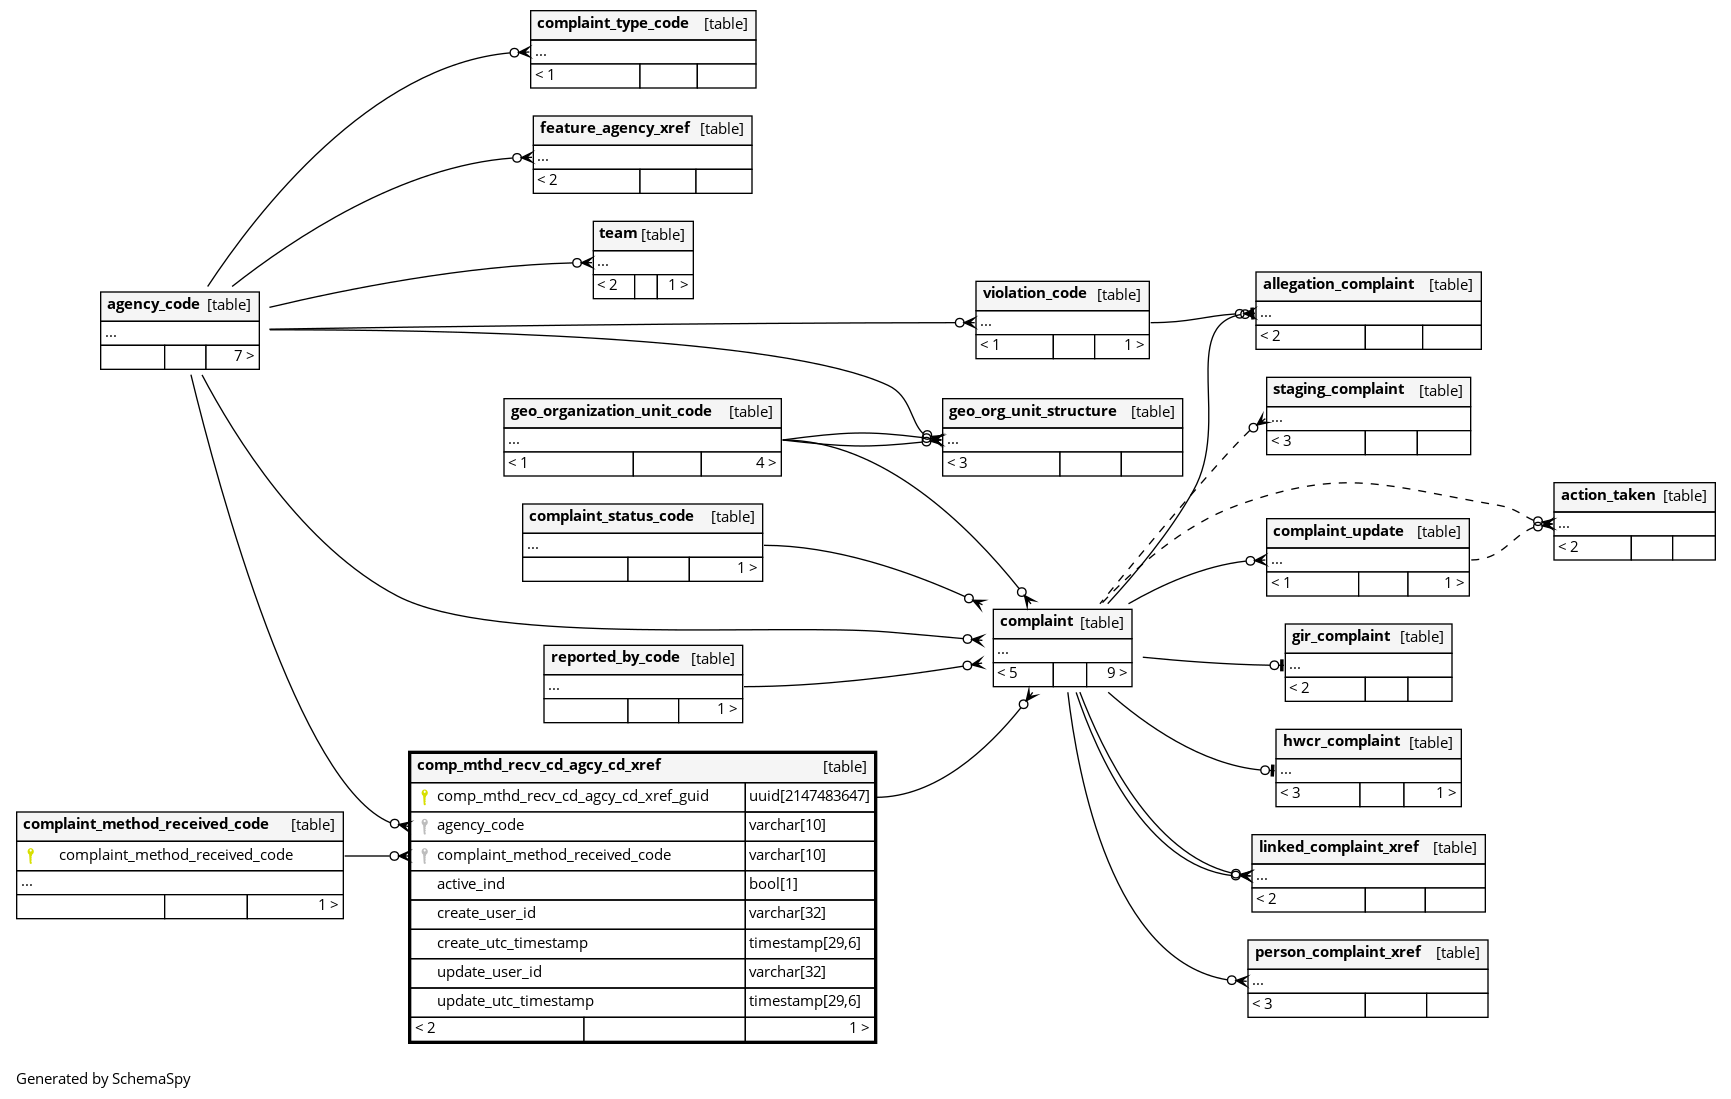 complaint_type_code [table]
...
< 1
feature_agency_xref [table]
...
< 2
team [table]
...
< 2 1 >
agency_code [table]
...
7 >
violation_code [table]
...
< 1 1 >
allegation_complaint [table]
...
< 2
staging_complaint [table]
...
< 3
geo_organization_unit_code [table]
...
< 1 4 >
geo_org_unit_structure [table]
...
< 3
action_taken [table]
...
< 2
complaint_status_code [table]
...
1 >
complaint_update [table]
...
< 1 1 >
complaint [table]
...
< 5 9 >
gir_complaint [table]
...
< 2
reported_by_code [table]
...
1 >
hwcr_complaint [table]
...
< 3 1 >
comp_mthd_recv_cd_agcy_cd_xref [table]
comp_mthd_recv_cd_agcy_cd_xref_guid uuid[2147483647]
agency_code varchar[10]
complaint_method_received_code varchar[10]
active_ind bool[1]
create_user_id varchar[32]
create_utc_timestamp timestamp[29,6]
update_user_id varchar[32]
update_utc_timestamp timestamp[29,6]
< 2 1 >
complaint_method_received_code [table]
complaint_method_received_code
...
1 >
linked_complaint_xref [table]
...
< 2
person_complaint_xref [table]
...
< 3
Generated by SchemaSpy